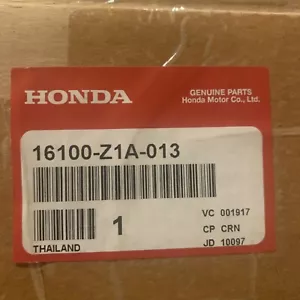 HONDA
GENUINE PARTS
Honda Motor Co., Ltd.
16100-Z1A-013
1
VC 001917
CP CRN
JD 10097
THAILAND